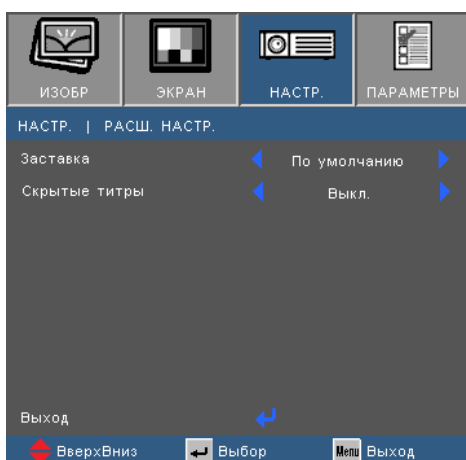 ИЗОБР ЭКРАН НАСТР. ПАРАМЕТРЫ
НАСТР. | РАСШ. НАСТР.
Заставка По умолчанию
Скрытые титры Выкл.
Выход
ВверхВниз Выбор Menu Выход